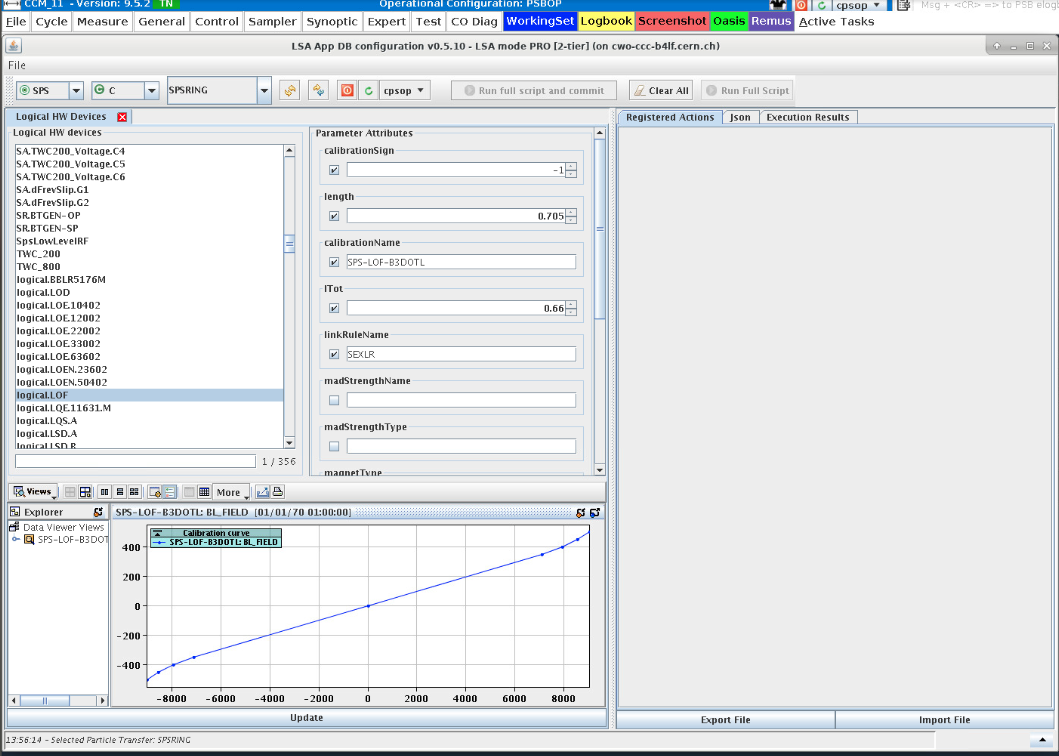 CCM_11 - Version: 9.5.2 TN Operational Configuration: PSBOP cpsop Msg + <CR> => to PSB elogb
File Cycle Measure General Control Sampler Synoptic Expert Test CO Diag WorkingSet Logbook Screenshot Oasis Remus Active Tasks
LSA App DB configuration v0.5.10 - LSA mode PRO [2-tier] (on cwo-ccc-b4lf.cern.ch)
File
SPS C SPSRING cpsop Run full script and commit Clear All Run Full Script
Logical HW Devices
Logical HW devices
SA.TWC200_Voltage.C4
SA.TWC200_Voltage.C5
SA.TWC200_Voltage.C6
SA.dFrevSlip.G1
SA.dFrevSlip.G2
SR.BTGEN-OP
SR.BTGEN-SP
SpsLowLevelRF
TWC_200
TWC_800
logical.BBLR5176M
logical.LOD
logical.LOE.10402
logical.LOE.12002
logical.LOE.22002
logical.LOE.33002
logical.LOE.63602
logical.LOEN.23602
logical.LOEN.50402
logical.LOF
logical.LQE.11631.M
logical.LQS.A
logical.LSD.A
logical.LSD.B
1 / 356
Parameter Attributes
calibrationSign
-1
length
0.705
calibrationName
SPS-LOF-B3DOTL
lTot
0.66
linkRuleName
SEXLR
madStrengthName
madStrengthType
magnetType
Registered Actions Json Execution Results
Views More
Explorer
Data Viewer Views
SPS-LOF-B3DOT
SPS-LOF-B3DOTL: BL_FIELD [01/01/70 01:00:00]
Calibration curve
SPS-LOF-B3DOTL: BL_FIELD
400
200
0
-200
-400
-8000 -6000 -4000 -2000 0 2000 4000 6000 8000
Update
Export File Import File
13:56:14 - Selected Particle Transfer: SPSRING